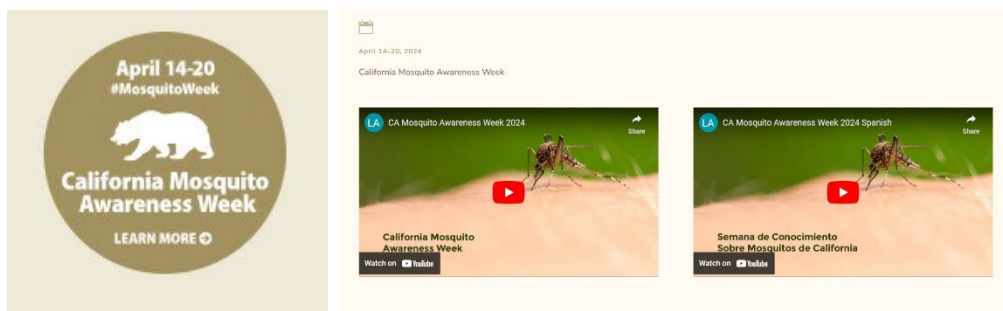 April 14-20
#MosquitoWeek
California Mosquito
Awareness Week
LEARN MORE
April 14-20, 2024
California Mosquito Awareness Week
LA CA Mosquito Awareness Week 2024
Share
California Mosquito
Awareness Week
Watch on YouTube
LA CA Mosquito Awareness Week 2024 Spanish
Share
Semana de Conocimiento
Sobre Mosquitos de California
Watch on YouTube